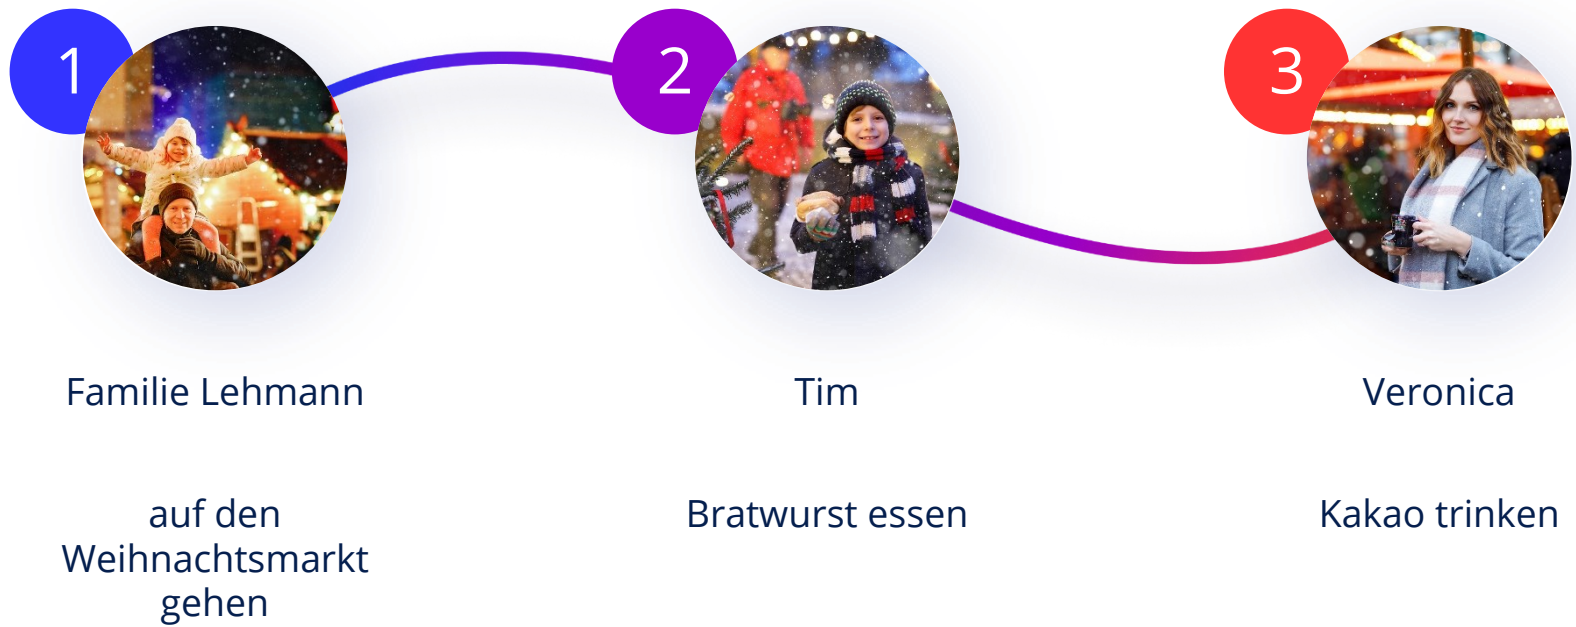 1
2
3
Familie Lehmann
Tim
Veronica
auf den
Weihnachtsmarkt
gehen
Bratwurst essen
Kakao trinken